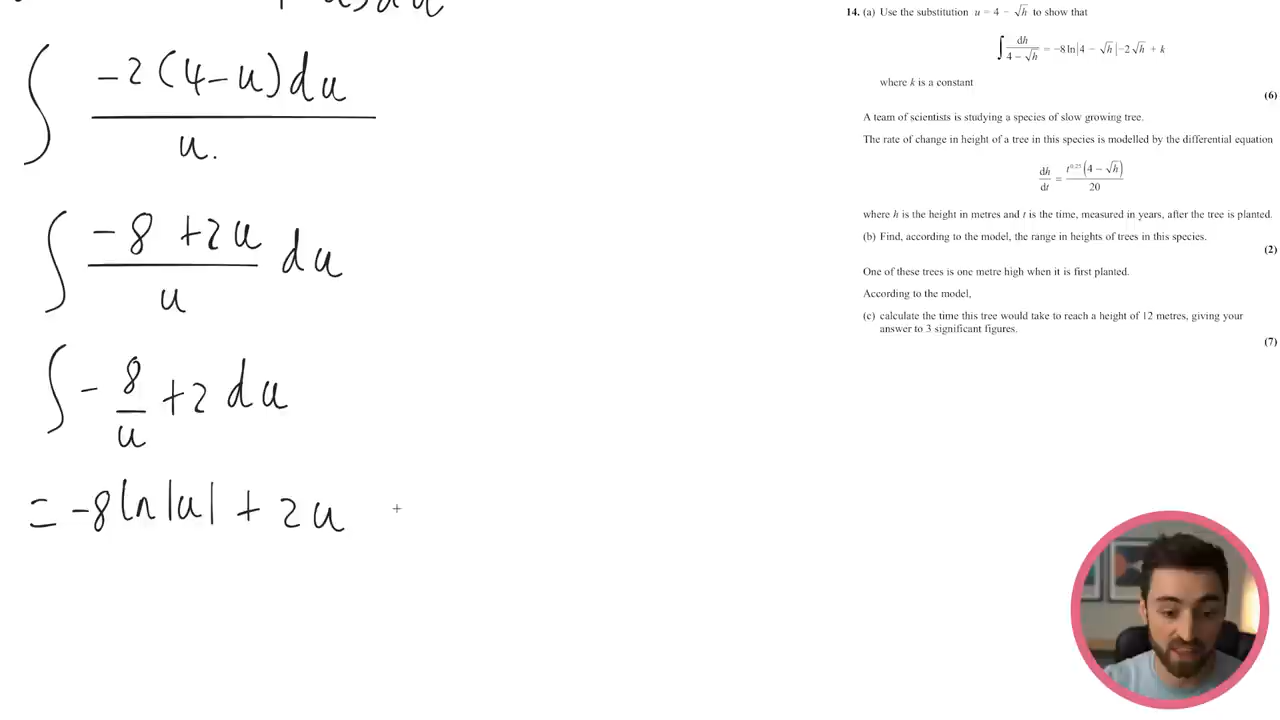 ∫ -2(4-u)du / u.
∫ -8 +2u / u du
∫ - 8/u +2 du
= -8 ln|u| + 2u
14. (a) Use the substitution u = 4 − √h to show that
∫ dh / (4 − √h) = −8 ln|4 − √h| −2√h + k
where k is a constant
(6)
A team of scientists is studying a species of slow growing tree.
The rate of change in height of a tree in this species is modelled by the differential equation
dh/dt = t^0.25 (4 − √h) / 20
where h is the height in metres and t is the time, measured in years, after the tree is planted.
(b) Find, according to the model, the range in heights of trees in this species.
(2)
One of these trees is one metre high when it is first planted.
According to the model,
(c) calculate the time this tree would take to reach a height of 12 metres, giving your
answer to 3 significant figures.
(7)